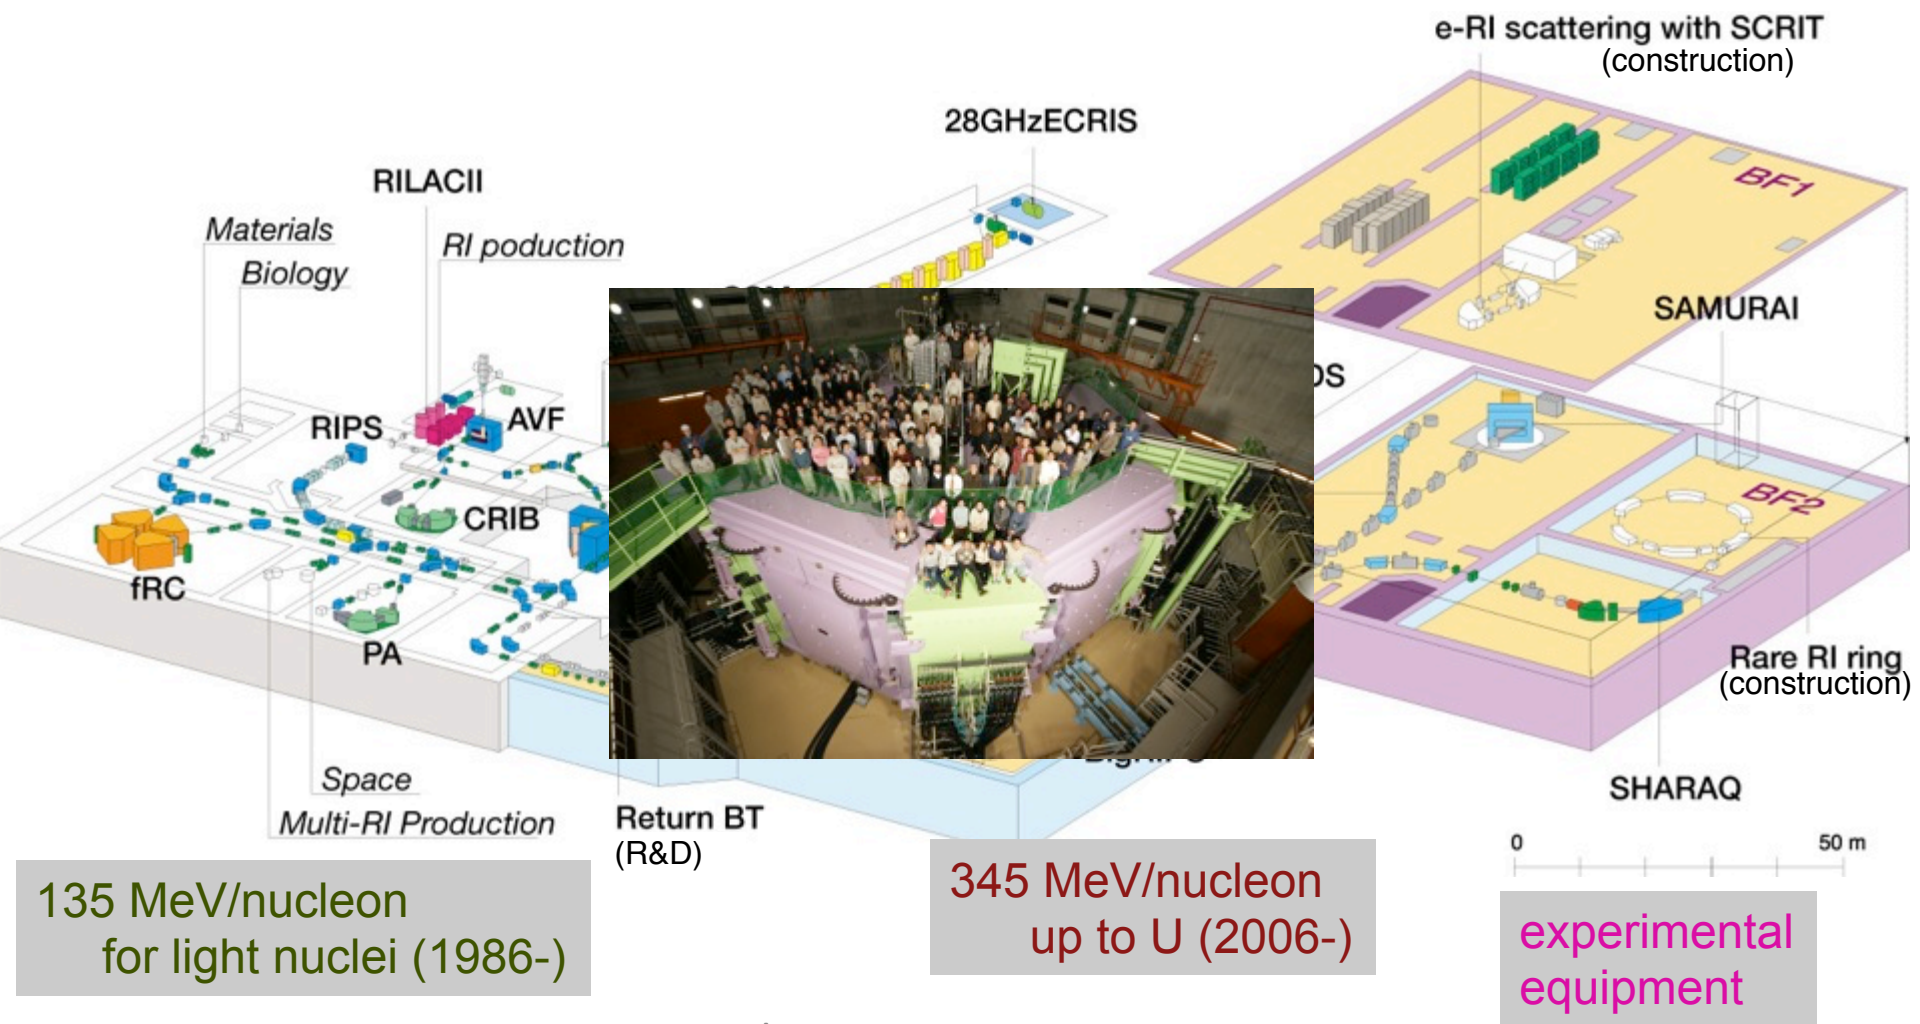 e-RI scattering with SCRIT
(construction)
28GHzECRIS
RILACII
Materials
RI poduction
Biology
BF1
SAMURAI
RIPS
AVF
CRIB
BF2
fRC
PA
Rare RI ring
(construction)
Space
SHARAQ
Multi-RI Production
Return BT
(R&D)
0 50 m
135 MeV/nucleon
for light nuclei (1986-)
345 MeV/nucleon
up to U (2006-)
experimental
equipment